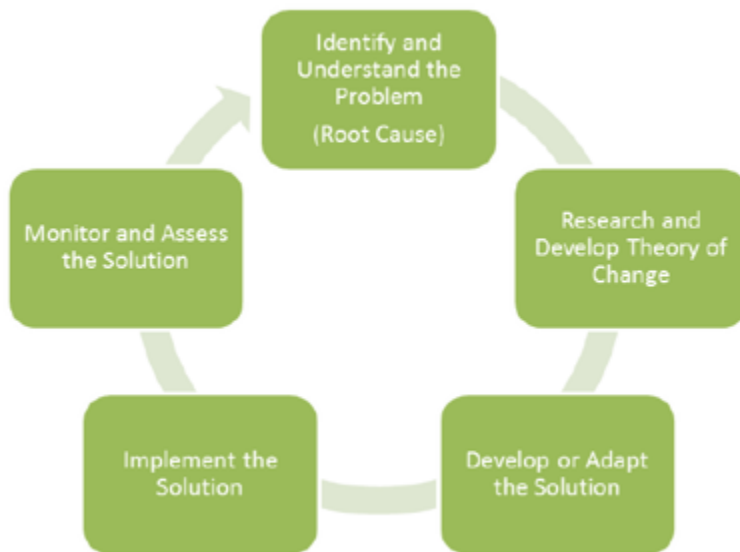 Identify and
Understand the
Problem
(Root Cause)
Research and
Develop Theory of
Change
Develop or Adapt
the Solution
Implement the
Solution
Monitor and Assess
the Solution